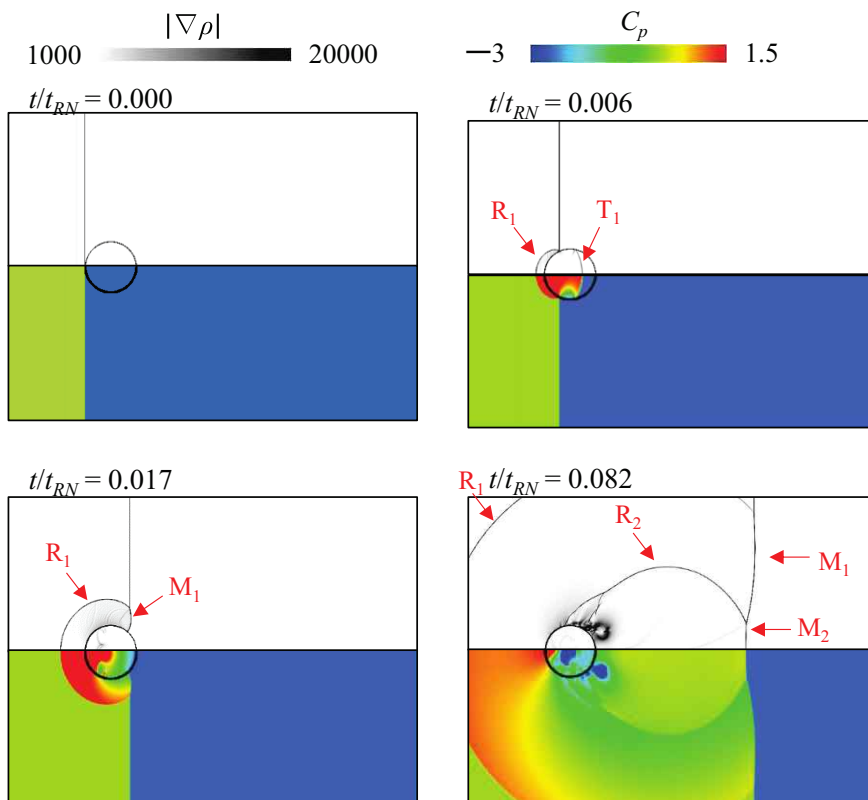 |∇ρ| C_p
1000 20000 −3 1.5
t/t_RN = 0.000 t/t_RN = 0.006
R_1 T_1
t/t_RN = 0.017 t/t_RN = 0.082
R_1
R_1 R_2
M_1 M_1
M_2